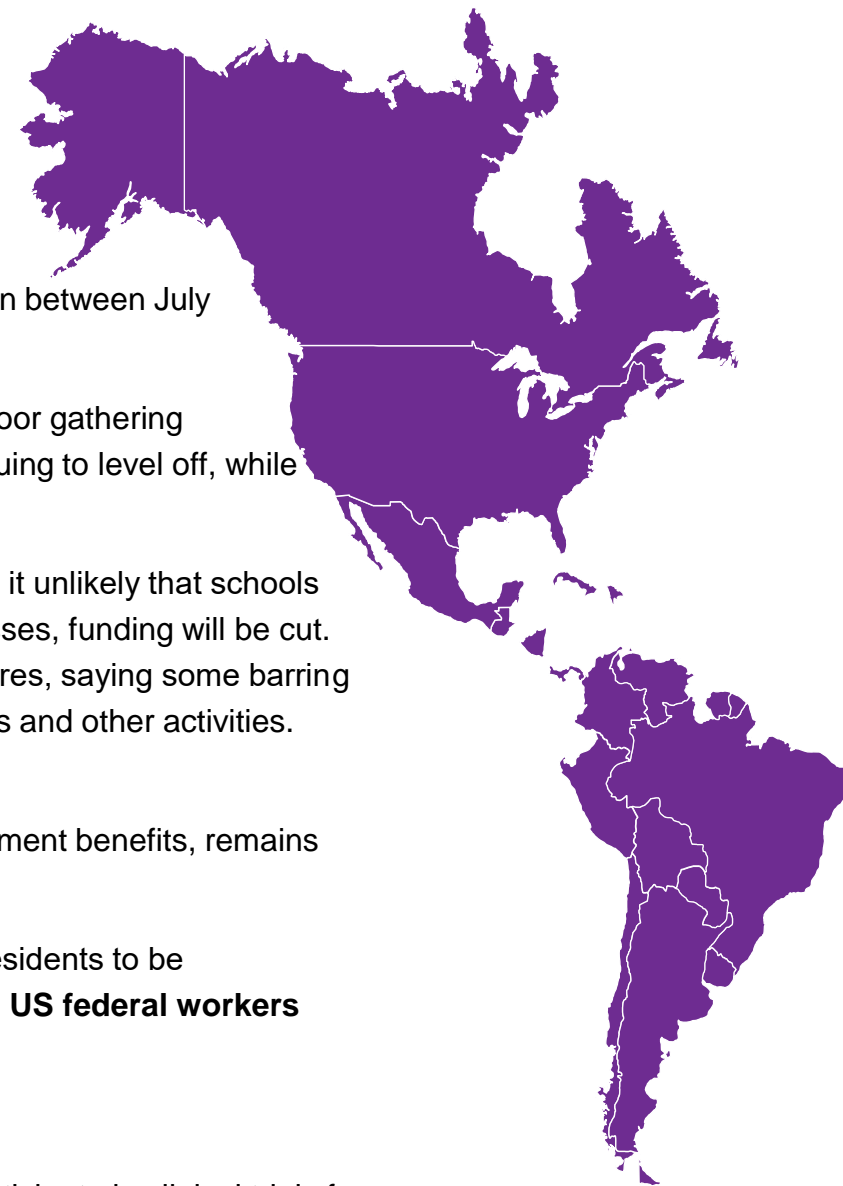 n between July
oor gathering
uing to level off, while
it unlikely that schools
ses, funding will be cut.
res, saying some barring
s and other activities.
ment benefits, remains
esidents to be
US federal workers